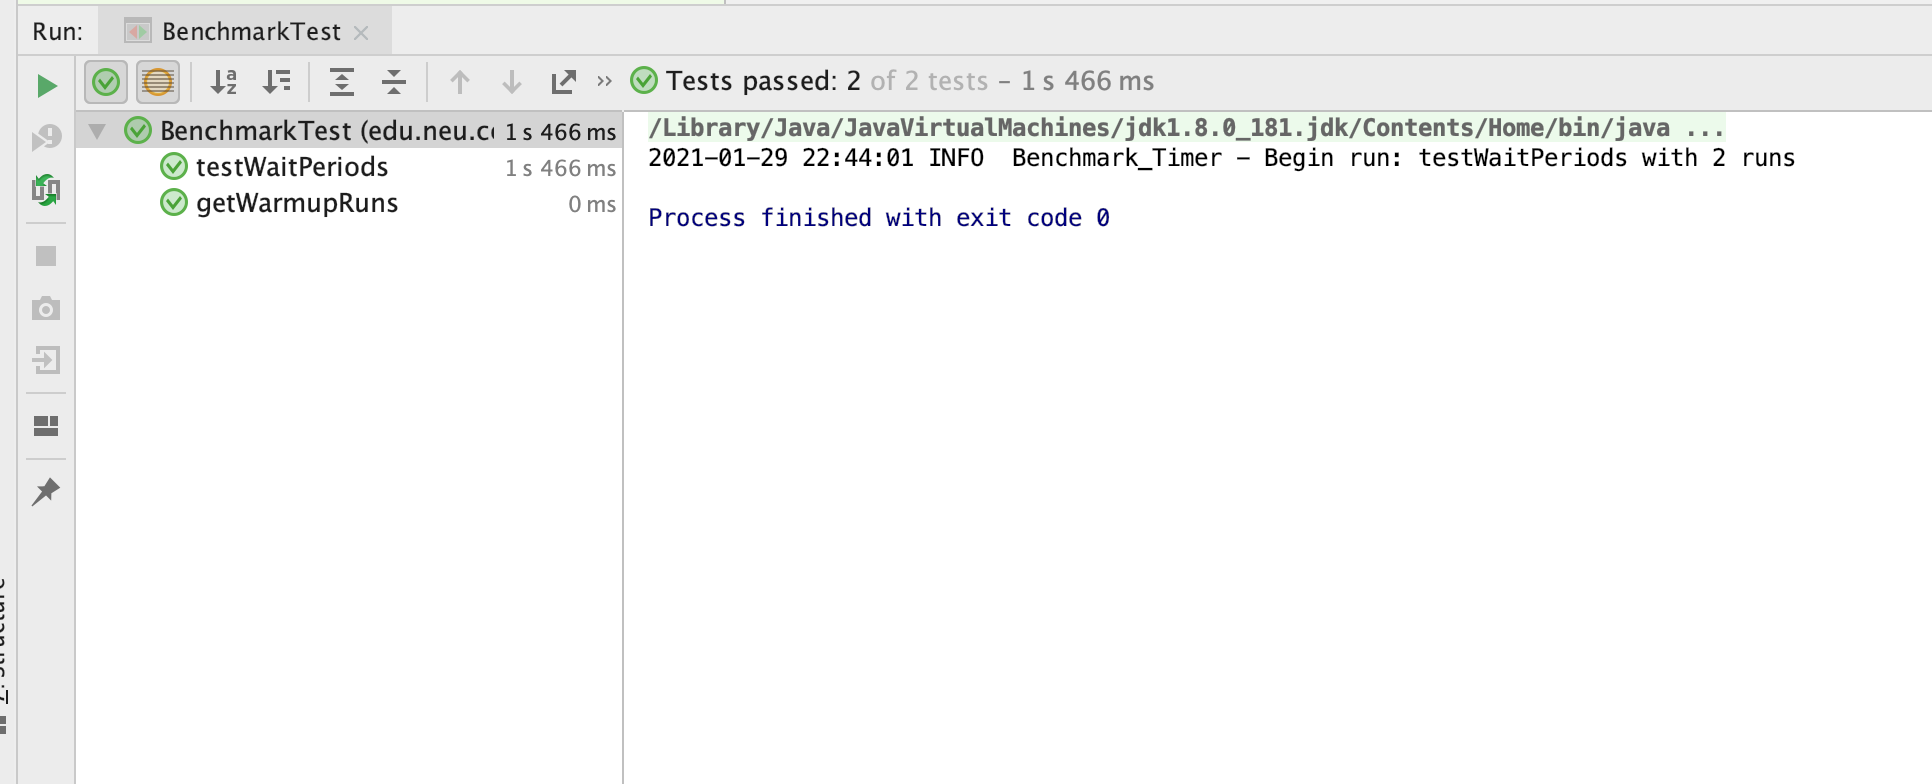 Run: BenchmarkTest
Tests passed: 2 of 2 tests – 1 s 466 ms
BenchmarkTest (edu.neu.c 1 s 466 ms
testWaitPeriods 1 s 466 ms
getWarmupRuns 0 ms
/Library/Java/JavaVirtualMachines/jdk1.8.0_181.jdk/Contents/Home/bin/java ...
2021-01-29 22:44:01 INFO  Benchmark_Timer - Begin run: testWaitPeriods with 2 runs
Process finished with exit code 0
Structure